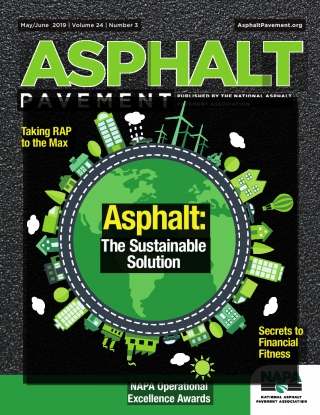 May/June 2019 | Volume 24 | Number 3
AsphaltPavement.org
ASPHALT
PAVEMENT
PUBLISHED BY THE NATIONAL ASPHALT
PAVEMENT ASSOCIATION
Taking RAP
to the Max
Asphalt:
The Sustainable
Solution
Secrets to
Financial
Fitness
NAPA Operational
Excellence Awards
NAPA
NATIONAL ASPHALT
PAVEMENT ASSOCIATION